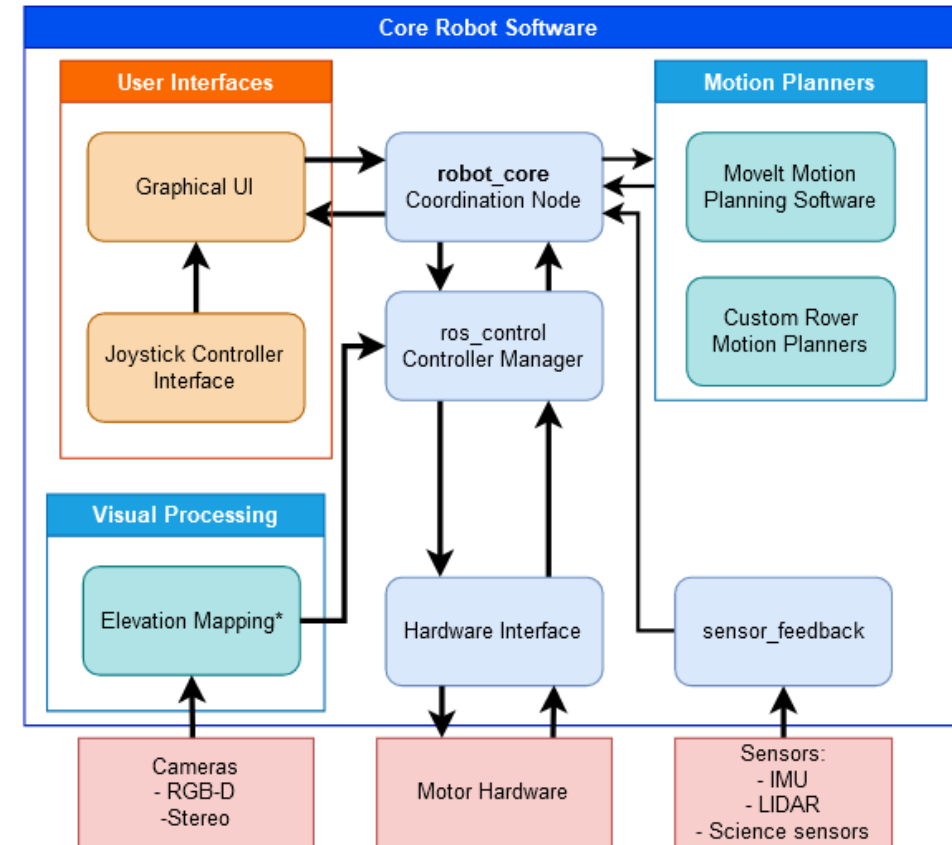 Core Robot Software
User Interfaces
Graphical UI
Joystick Controller
Interface
robot_core
Coordination Node
ros_control
Controller Manager
Motion Planners
MoveIt Motion
Planning Software
Custom Rover
Motion Planners
Visual Processing
Elevation Mapping*
Hardware Interface
sensor_feedback
Cameras
- RGB-D
-Stereo
Motor Hardware
Sensors:
- IMU
- LIDAR
- Science sensors